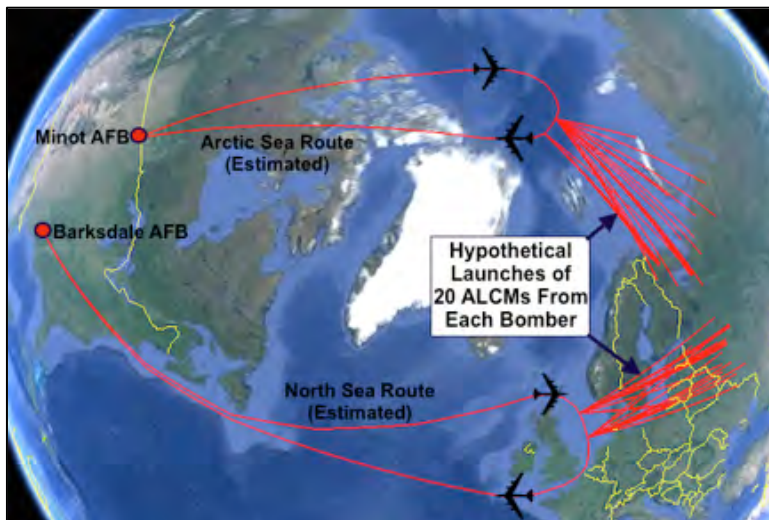 Minot AFB
Arctic Sea Route
(Estimated)
Barksdale AFB
Hypothetical
Launches of
20 ALCMs From
Each Bomber
North Sea Route
(Estimated)